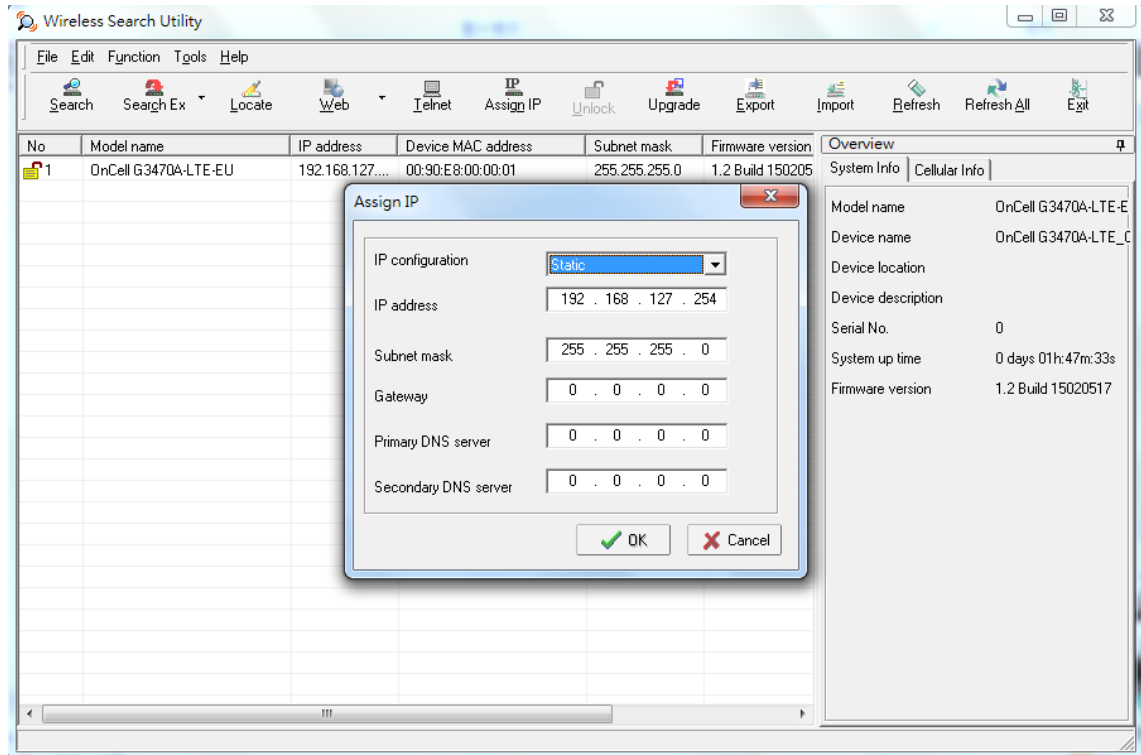 Wireless Search Utility
File Edit Function Tools Help
Search Search Ex Locate Web Telnet Assign IP Unlock Upgrade Export Import Refresh Refresh All Exit
No Model name IP address Device MAC address Subnet mask Firmware version
1 OnCell G3470A-LTE-EU 192.168.127.... 00:90:E8:00:00:01 255.255.255.0 1.2 Build 150205
Assign IP
IP configuration Static
IP address 192 . 168 . 127 . 254
Subnet mask 255 . 255 . 255 . 0
Gateway 0 . 0 . 0 . 0
Primary DNS server 0 . 0 . 0 . 0
Secondary DNS server 0 . 0 . 0 . 0
OK Cancel
Overview
System Info Cellular Info
Model name OnCell G3470A-LTE-E
Device name OnCell G3470A-LTE_
Device location
Device description
Serial No. 0
System up time 0 days 01h:47m:33s
Firmware version 1.2 Build 15020517